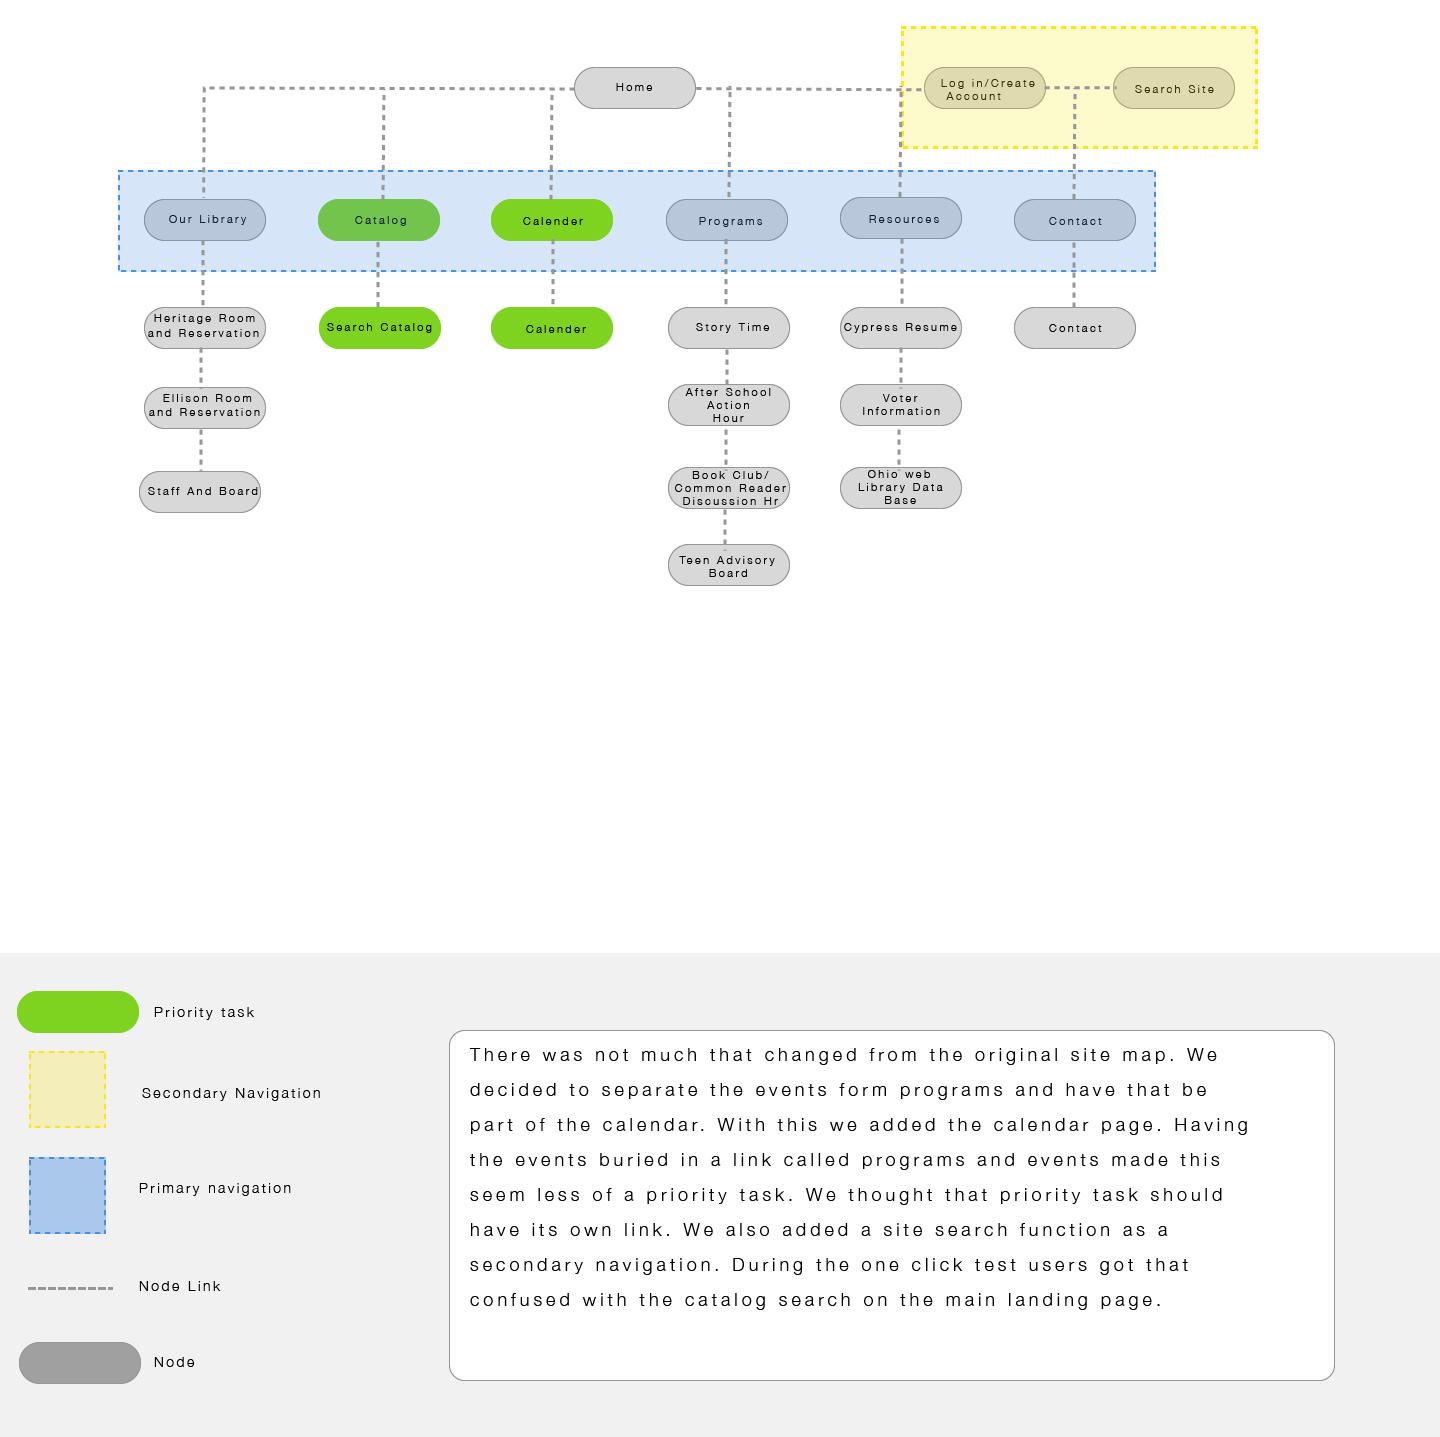 Home
Log in/Create
Account
Search Site
Our Library
Catalog
Calender
Programs
Resources
Contact
Heritage Room
and Reservation
Search Catalog
Calender
Story Time
Cypress Resume
Contact
Ellison Room
and Reservation
After School
Action
Hour
Voter
Information
Staff And Board
Book Club/
Common Reader
Discussion Hr
Ohio web
Library Data
Base
Teen Advisory
Board
Priority task
Secondary Navigation
Primary navigation
Node Link
Node
There was not much that changed from the original site map. We
decided to separate the events form programs and have that be
part of the calendar. With this we added the calendar page. Having
the events buried in a link called programs and events made this
seem less of a priority task. We thought that priority task should
have its own link. We also added a site search function as a
secondary navigation. During the one click test users got that
confused with the catalog search on the main landing page.